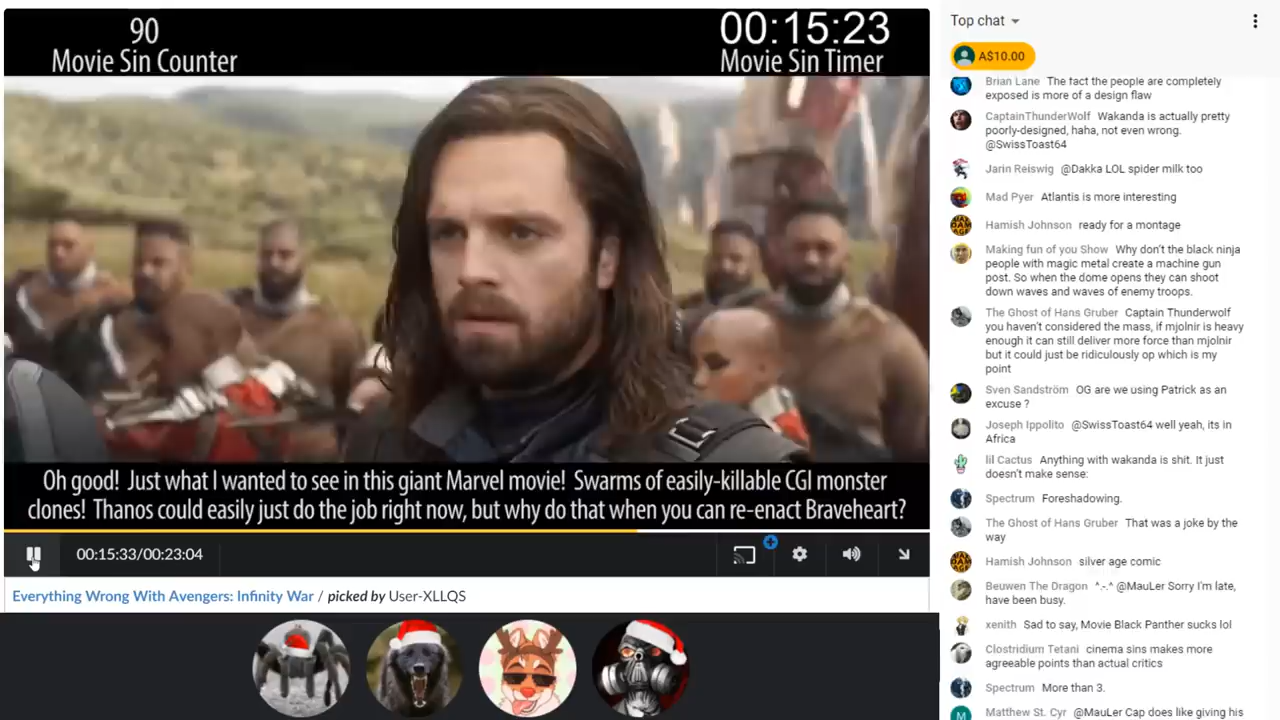 90
Movie Sin Counter
00:15:23
Movie Sin Timer
Oh good! Just what I wanted to see in this giant Marvel movie! Swarms of easily-killable CGI monster
clones! Thanos could easily just do the job right now, but why do that when you can re-enact Braveheart?
00:15:33/00:23:04
Everything Wrong With Avengers: Infinity War / picked by User-XLLQS
Top chat
A$10.00
Brian Lane The fact the people are completely
exposed is more of a design flaw
CaptainThunderWolf Wakanda is actually pretty
poorly-designed, haha, not even wrong.
@SwissToast64
Jarin Reiswig @Dakka LOL spider milk too
Mad Pyer Atlantis is more interesting
Hamish Johnson ready for a montage
Making fun of you Show Why don't the black ninja
people with magic metal create a machine gun
post. So when the dome opens they can shoot
down waves and waves of enemy troops.
The Ghost of Hans Gruber Captain Thunderwolf
you haven't considered the mass, if mjolnir is heavy
enough it can still deliver more force than mjolnir
but it could just be ridiculously op which is my
point
Sven Sandström OG are we using Patrick as an
excuse ?
Joseph Ippolito @SwissToast64 well yeah, its in
Africa
lil Cactus Anything with wakanda is shit. It just
doesn't make sense:
Spectrum Foreshadowing.
The Ghost of Hans Gruber That was a joke by the
way
Hamish Johnson silver age comic
Beuwen The Dragon ^.-.^ @MauLer Sorry I'm late,
have been busy.
xenith Sad to say, Movie Black Panther sucks lol
Clostridium Tetani cinema sins makes more
agreeable points than actual critics
Spectrum More than 3.
M
Matthew St. Cyr @MauLer Cap does like giving his